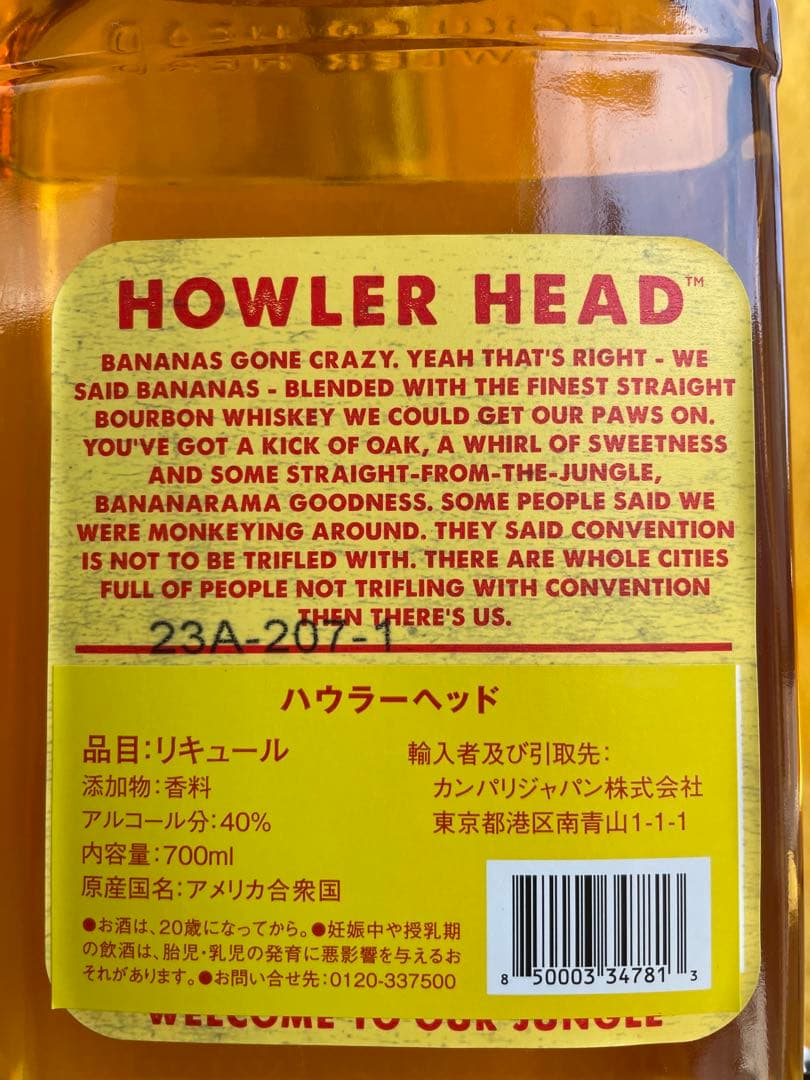 HOWLER HEAD™
BANANAS GONE CRAZY. YEAH THAT'S RIGHT - WE
SAID BANANAS - BLENDED WITH THE FINEST STRAIGHT
BOURBON WHISKEY WE COULD GET OUR PAWS ON.
YOU'VE GOT A KICK OF OAK, A WHIRL OF SWEETNESS
AND SOME STRAIGHT-FROM-THE-JUNGLE,
BANANARAMA GOODNESS. SOME PEOPLE SAID WE
WERE MONKEYING AROUND. THEY SAID CONVENTION
IS NOT TO BE TRIFLED WITH. THERE ARE WHOLE CITIES
FULL OF PEOPLE NOT TRIFLING WITH CONVENTION
THEN THERE'S US.
23A-207-1
ハウラーヘッド
品目:リキュール
添加物:香料
アルコール分:40%
内容量:700ml
原産国名:アメリカ合衆国
輸入者及び引取先:
カンパリジャパン株式会社
東京都港区南青山1-1-1
●お酒は、20歳になってから。●妊娠中や授乳期
の飲酒は、胎児・乳児の発育に悪影響を与えるお
それがあります。●お問い合せ先:0120-337500
8 50003 34781 3
WELCOME TO OUR JUNGLE